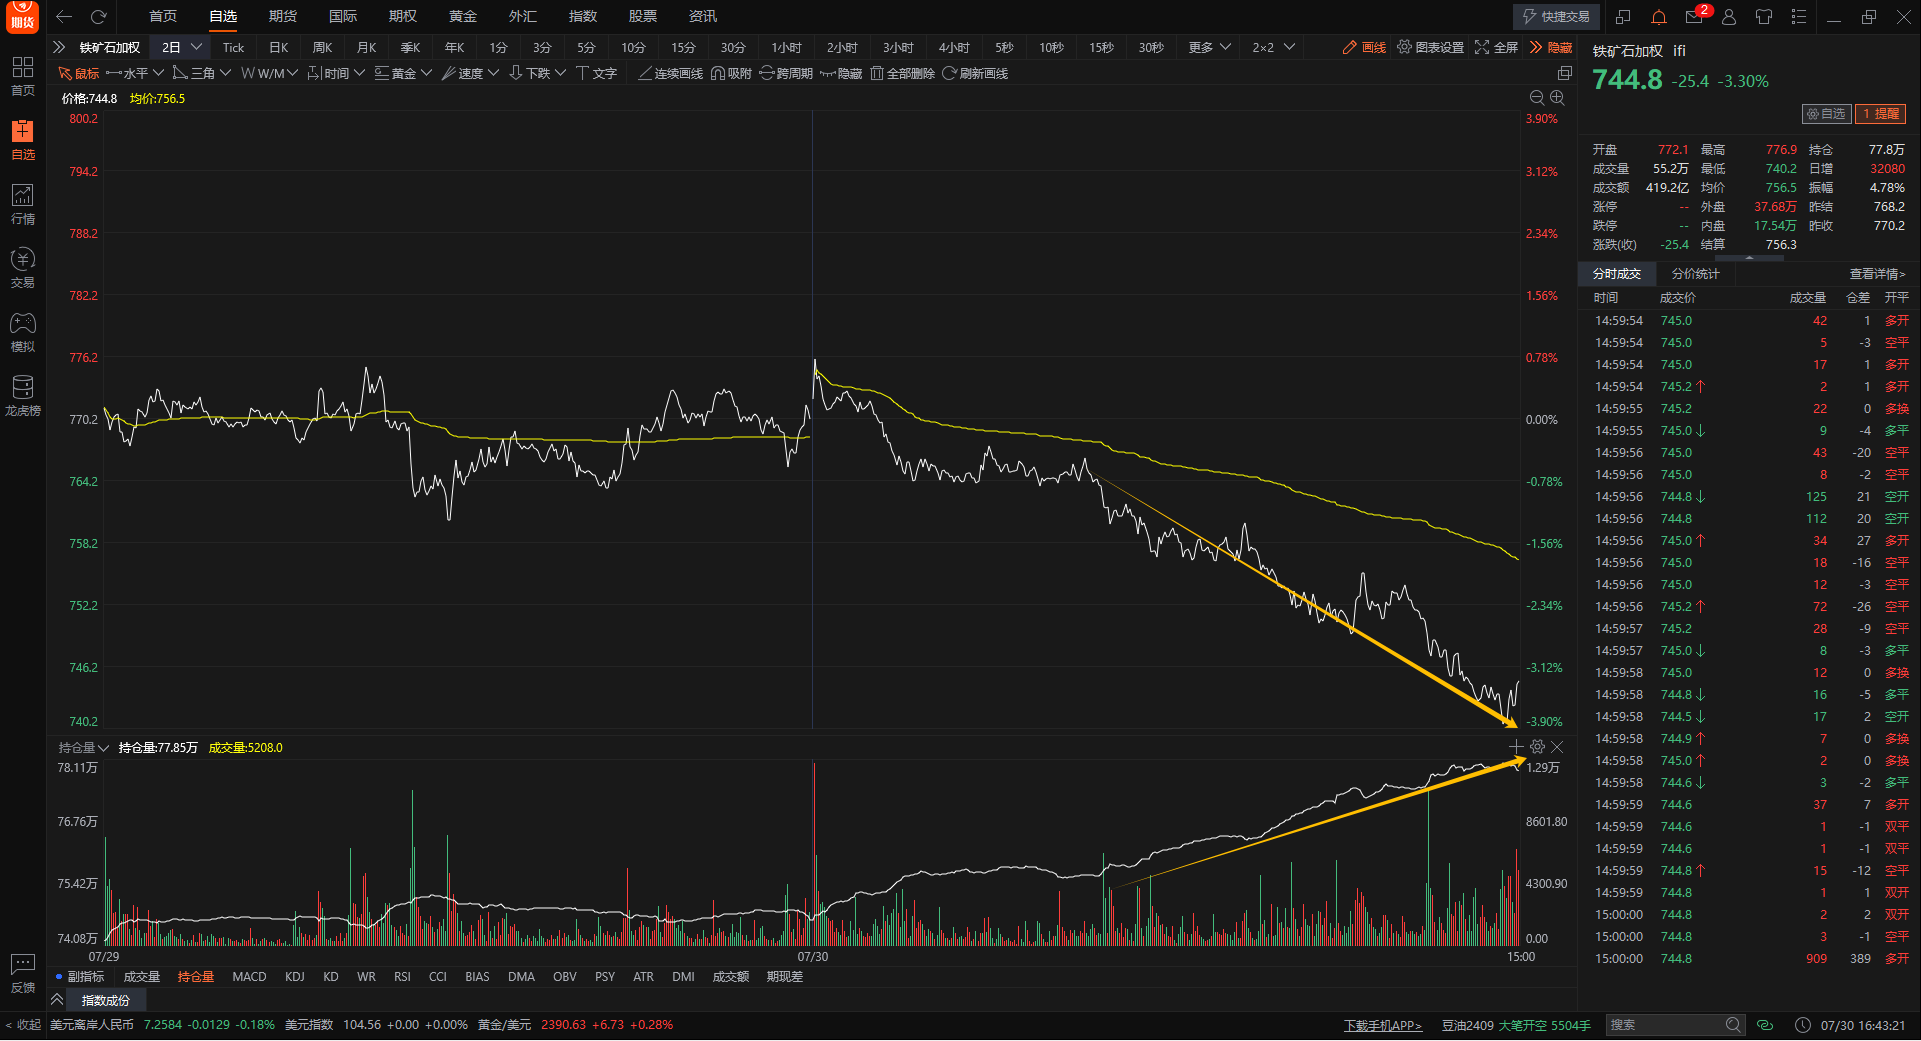 期货 首页 自选 期货 国际 期权 黄金 外汇 指数 股票 资讯 快捷交易 2
铁矿石加权 2日 Tick 日K 周K 月K 季K 年K 1分 3分 5分 10分 15分 30分 1小时 2小时 3小时 4小时 5秒 10秒 15秒 30秒 更多 2×2 画线 图表设置 全屏 隐藏
鼠标 水平 三角 W/M 时间 黄金 速度 下跌 文字 连续画线 吸附 跨周期 隐藏 全部删除 刷新画线
首页
自选
行情
交易
模拟
龙虎榜
反馈
< 收起
价格:744.8 均价:756.5
800.2 3.90%
794.2 3.12%
788.2 2.34%
782.2 1.56%
776.2 0.78%
770.2 0.00%
764.2 -0.78%
758.2 -1.56%
752.2 -2.34%
746.2 -3.12%
740.2 -3.90%
持仓量 持仓量:77.85万 成交量:5208.0
78.11万 1.29万
76.76万 8601.80
75.42万 4300.90
74.08万 0.00
07/29 07/30 15:00
副指标 成交量 持仓量 MACD KDJ KD WR RSI CCI BIAS DMA OBV PSY ATR DMI 成交额 期现差
指数成份
铁矿石加权 ifi
744.8 -25.4 -3.30%
自选 1 提醒
开盘 772.1 最高 776.9 持仓 77.8万
成交量 55.2万 最低 740.2 日增 32080
成交额 419.2亿 均价 756.5 振幅 4.78%
涨停 -- 外盘 37.68万 昨结 768.2
跌停 -- 内盘 17.54万 昨收 770.2
涨跌(收) -25.4 结算 756.3
分时成交 分价统计 查看详情>
时间 成交价 成交量 仓差 开平
14:59:54 745.0 42 1 多开
14:59:54 745.0 5 -3 空平
14:59:54 745.0 17 1 多开
14:59:54 745.2↑ 2 1 多开
14:59:55 745.2 22 0 多换
14:59:55 745.0↓ 9 -4 多平
14:59:56 745.0 43 -20 空平
14:59:56 745.0 8 -2 空平
14:59:56 744.8↓ 125 21 空开
14:59:56 744.8 112 20 空开
14:59:56 745.0↑ 34 27 多开
14:59:56 745.0 18 -16 空平
14:59:56 745.0 12 -3 空平
14:59:56 745.2↑ 72 -26 空平
14:59:57 745.2 28 -9 空平
14:59:57 745.0↓ 8 -3 多平
14:59:58 745.0 12 0 多换
14:59:58 744.8↓ 16 -5 多平
14:59:58 744.5↓ 17 2 空开
14:59:58 744.9↑ 7 0 多换
14:59:58 745.0↑ 2 0 多换
14:59:58 744.6↓ 3 -2 多平
14:59:59 744.6 37 7 多开
14:59:59 744.6 1 -1 双平
14:59:59 744.6 1 -1 双平
14:59:59 744.8↑ 15 -12 空平
14:59:59 744.8 1 1 双开
15:00:00 744.8 2 2 双开
15:00:00 744.8 3 -1 空平
15:00:00 744.8 909 389 多开
美元离岸人民币 7.2584 -0.0129 -0.18% 美元指数 104.56 +0.00 +0.00% 黄金/美元 2390.63 +6.73 +0.28% 下载手机APP> 豆油2409 大笔开空 5504手 搜索 07/30 16:43:21